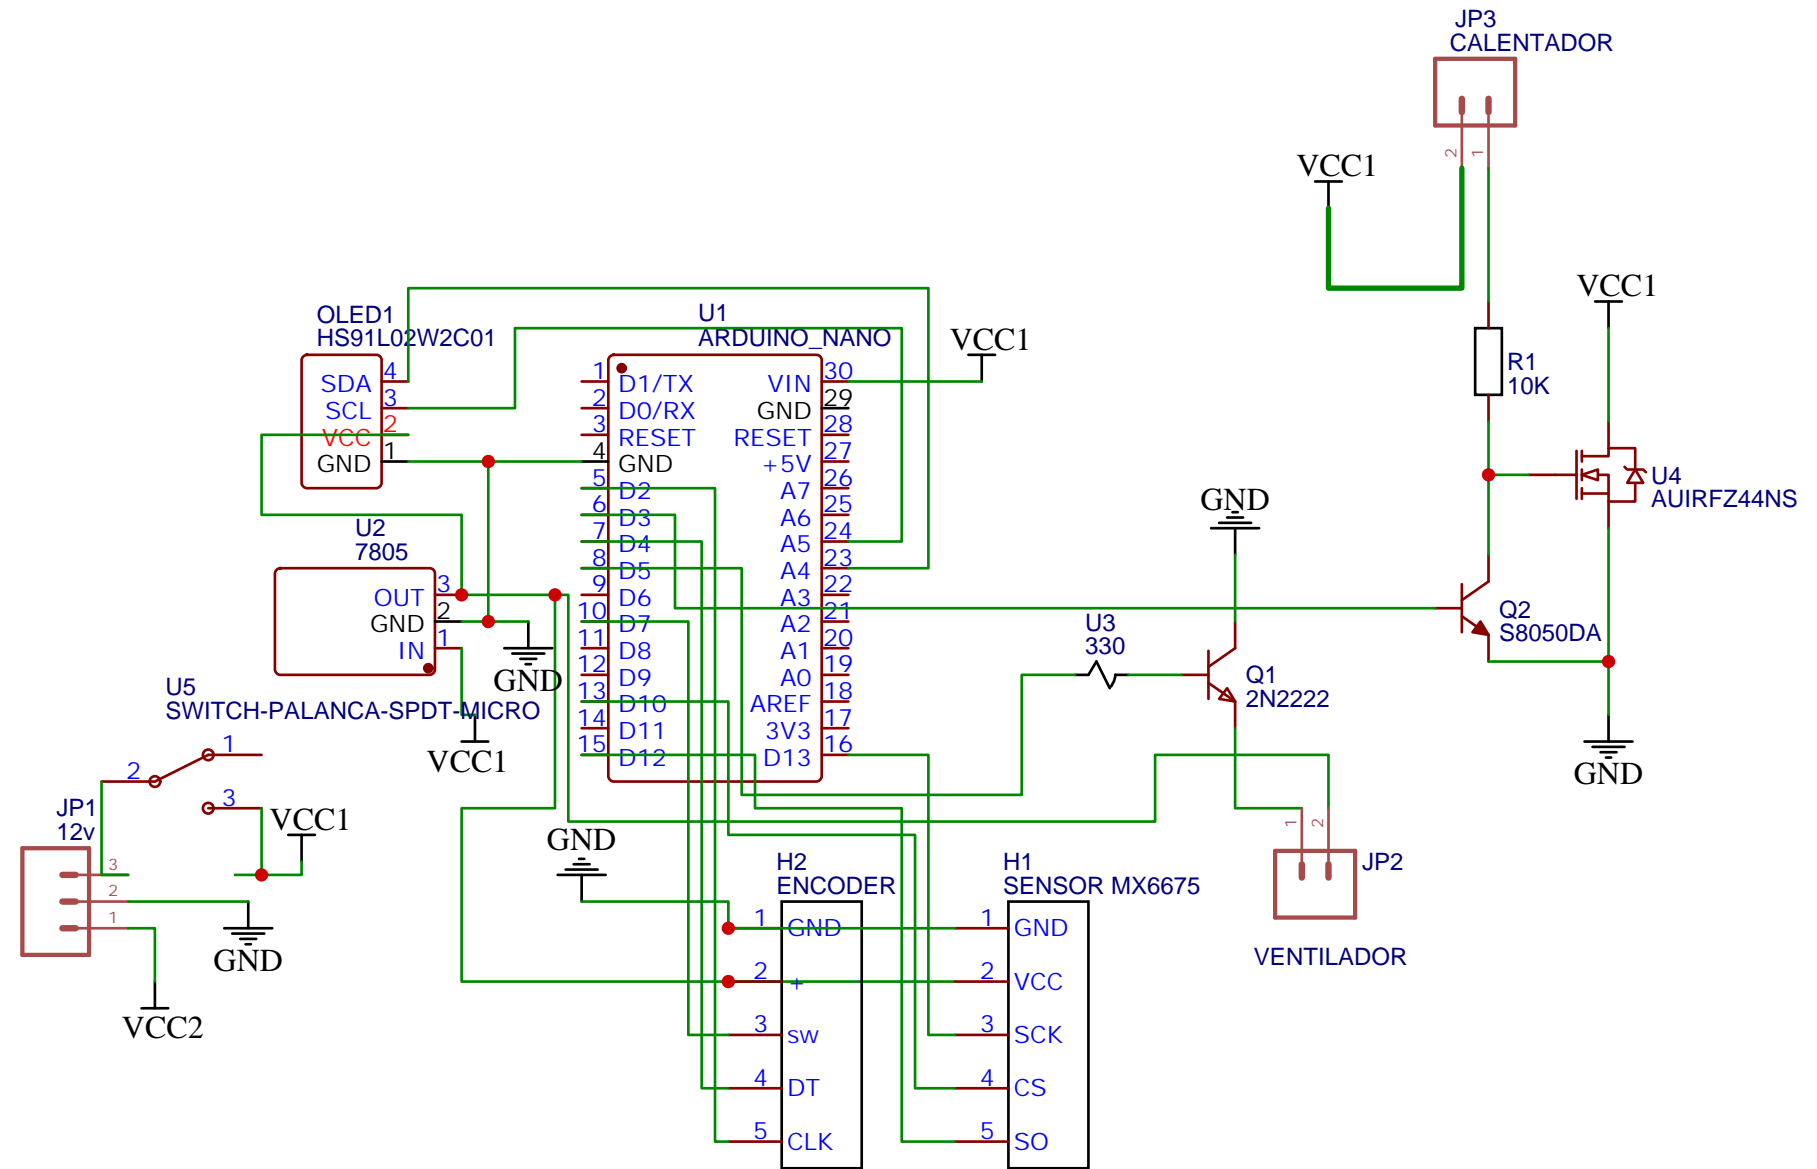 JP3
CALENTADOR
2
1
VCC1
VCC1
R1
10K
U4
AUIRFZ44NS
Q2
S8050DA
GND
OLED1
HS91L02W2C01
SDA 4
SCL 3
VCC 2
GND 1
U1
ARDUINO_NANO
1 D1/TX
2 D0/RX
3 RESET
4 GND
5 D2
6 D3
7 D4
8 D5
9 D6
10 D7
11 D8
12 D9
13 D10
14 D11
15 D12
VIN 30
GND 29
RESET 28
+5V 27
A7 26
A6 25
A5 24
A4 23
A3 22
A2 21
A1 20
A0 19
AREF 18
3V3 17
D13 16
VCC1
U2
7805
OUT 3
GND 2
IN 1
GND
VCC1
U5
SWITCH-PALANCA-SPDT-MICRO
1
2
3
VCC1
JP1
12v
3
2
1
GND
VCC2
GND
U3
330
Q1
2N2222
1
2
JP2
VENTILADOR
GND
H2
ENCODER
1 GND
2 +
3 sw
4 DT
5 CLK
H1
SENSOR MX6675
1 GND
2 VCC
3 SCK
4 CS
5 SO